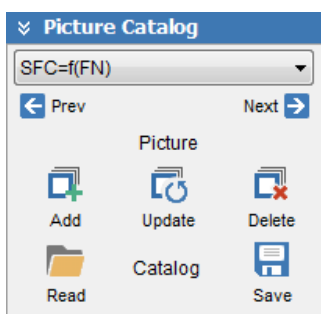 Picture Catalog
SFC=f(FN)
Prev Next
Picture
Add Update Delete
Catalog
Read Save